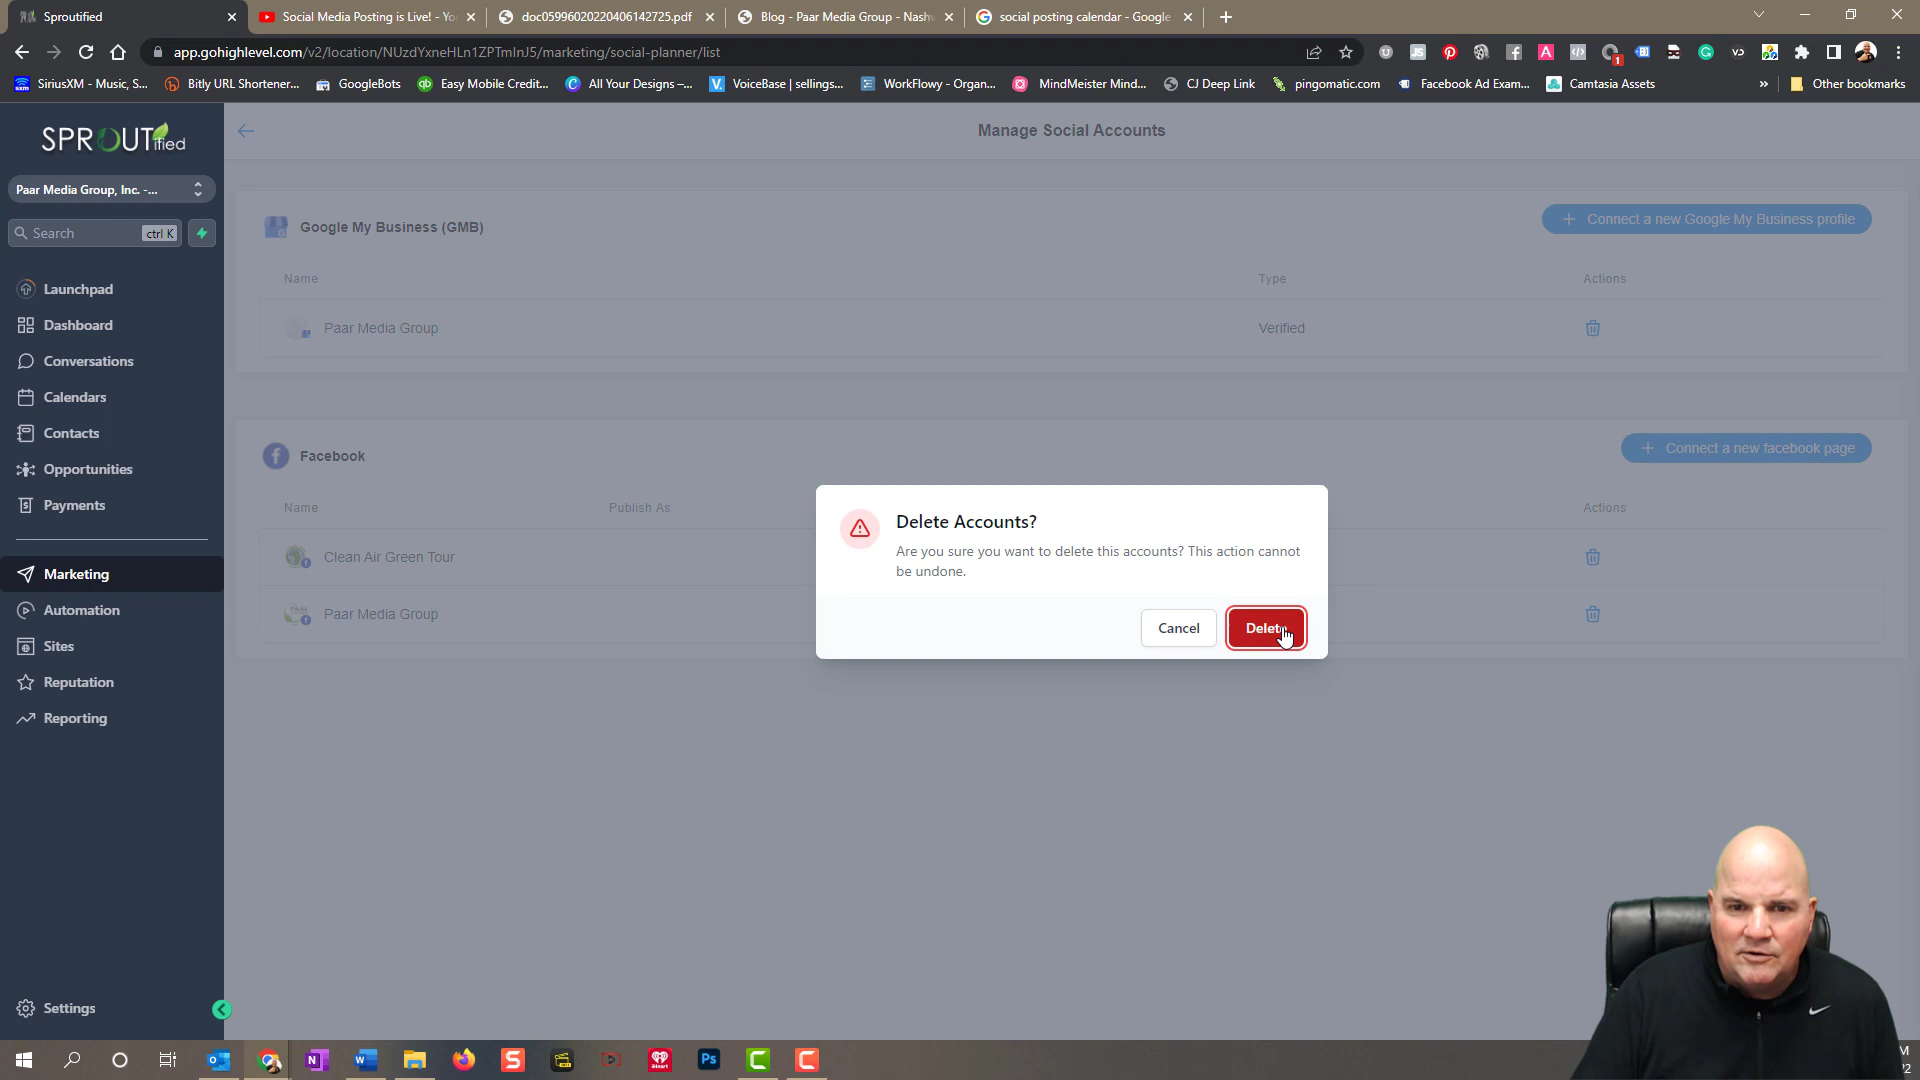 Sproutified
Social Media Posting is Live! - Yo
doc05996020220406142725.pdf
Blog - Paar Media Group - Nashv
social posting calendar - Google
app.gohighlevel.com/v2/location/NUzdYxneHLn1ZPTmInJ5/marketing/social-planner/list
SiriusXM - Music, S...
Bitly URL Shortener...
GoogleBots
Easy Mobile Credit...
All Your Designs –...
VoiceBase | sellings...
WorkFlowy - Organ...
MindMeister Mind...
CJ Deep Link
pingomatic.com
Facebook Ad Exam...
Camtasia Assets
»
Other bookmarks
SPROUTified
Paar Media Group, Inc. -...
Search
ctrl K
Launchpad
Dashboard
Conversations
Calendars
Contacts
Opportunities
Payments
Marketing
Automation
Sites
Reputation
Reporting
Settings
Manage Social Accounts
Google My Business (GMB)
+ Connect a new Google My Business profile
Name Type Actions
Paar Media Group Verified
Facebook
+ Connect a new facebook page
Name Publish As Actions
Clean Air Green Tour
Paar Media Group
Delete Accounts?
Are you sure you want to delete this accounts? This action cannot
be undone.
Cancel
Delete